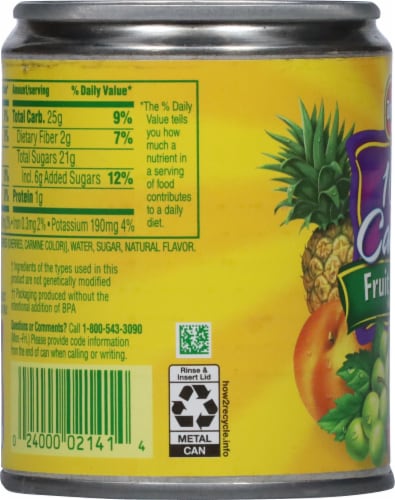 Amount/serving % Daily Value*
Total Carb. 25g 9%
Dietary Fiber 2g 7%
Total Sugars 21g
Incl. 6g Added Sugars 12%
Protein 1g
Iron 0.3mg 2% • Potassium 190mg 4%
*The % Daily
Value tells
you how
much a
nutrient in
a serving
of food
contributes
to a daily
diet.
CARMINE COLOR)], WATER, SUGAR, NATURAL FLAVOR.
† Ingredients of the types used in this
product are not genetically modified
†† Packaging produced without the
intentional addition of BPA
Questions or Comments? Call 1-800-543-3090
(Mon.-Fri.) Please provide code information
from the end of can when calling or writing.
Rinse &
Insert Lid
METAL
CAN
how2recycle.info
0 24000 02141 4
Fruit